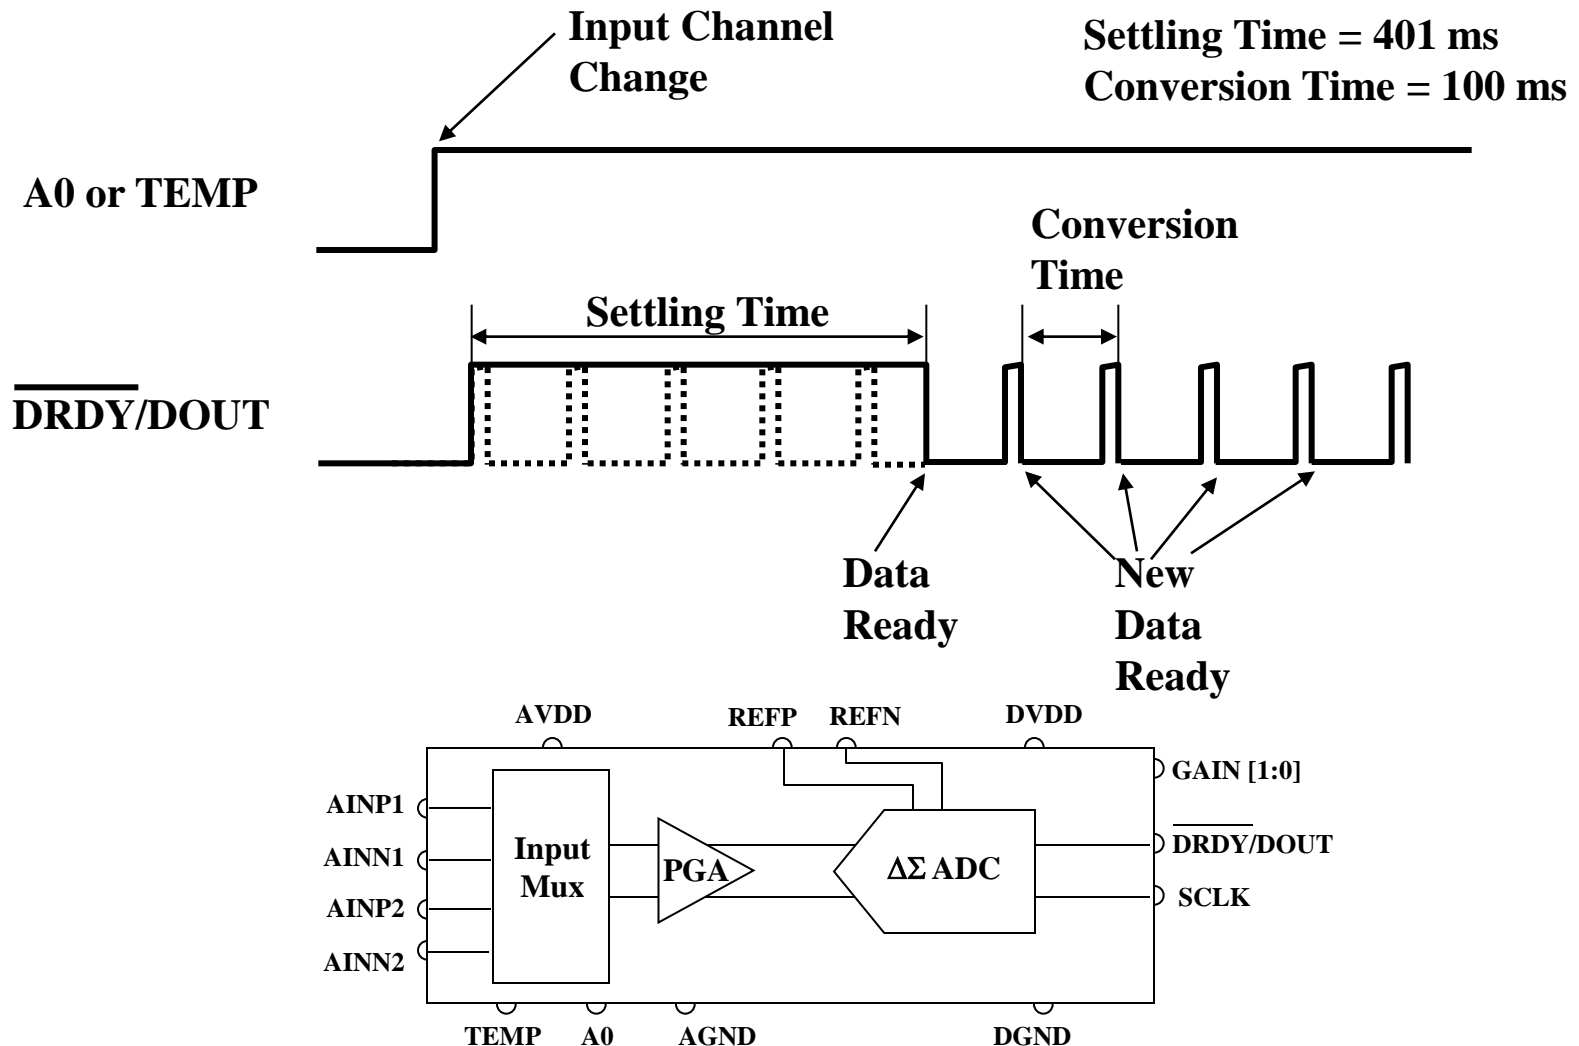 Input Channel
Change
Settling Time = 401 ms
Conversion Time = 100 ms
A0 or TEMP
Conversion
Time
Settling Time
DRDY/DOUT
Data
Ready
New
Data
Ready
AVDD
REFP
REFN
DVDD
GAIN [1:0]
AINP1
AINN1
AINP2
AINN2
Input
Mux
PGA
ΔΣ ADC
DRDY/DOUT
SCLK
TEMP
A0
AGND
DGND